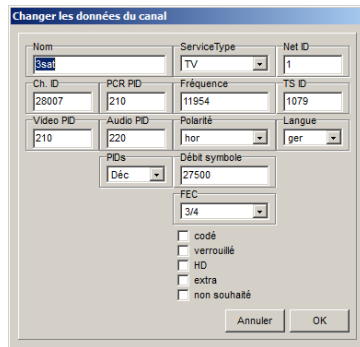 Changer les données du canal
Nom ServiceType Net ID
3sat TV 1
Ch. ID PCR PID Fréquence TS ID
28007 210 11954 1079
Video PID Audio PID Polarité Langue
210 220 hor ger
PIDs Débit symbole
Déc 27500
FEC
3/4
codé
verrouillé
HD
extra
non souhaité
Annuler OK